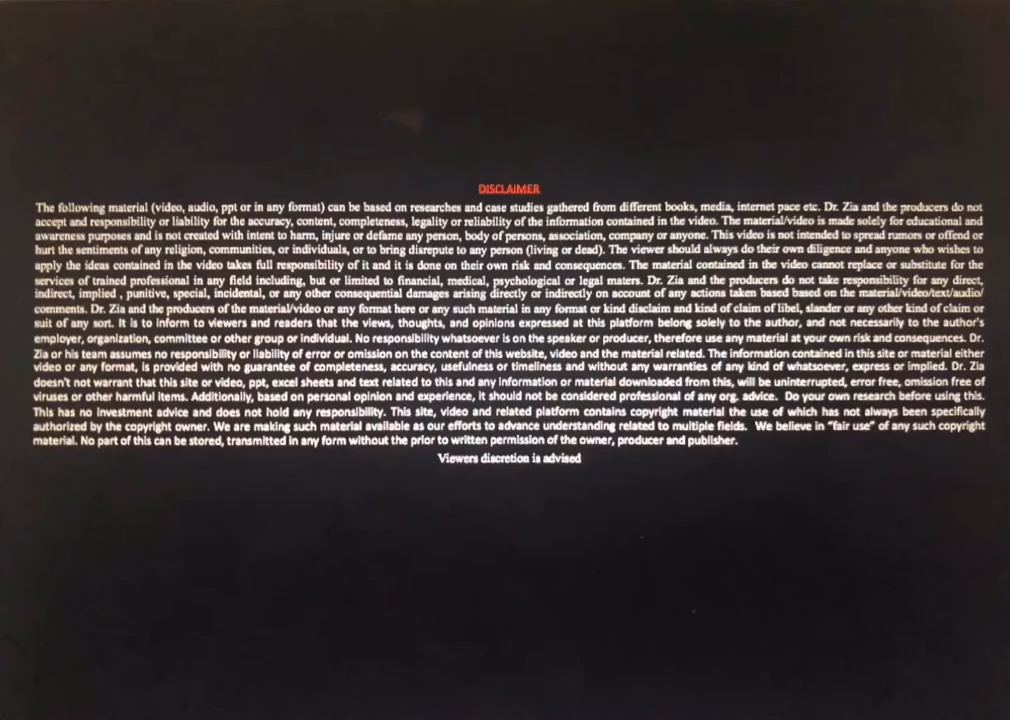 DISCLAIMER
The following material (video, audio, ppt or in any format) can be based on researches and case studies gathered from different books, media, internet pace etc. Dr. Zia and the producers do not
accept and responsibility or liability for the accuracy, content, completeness, legality or reliability of the information contained in the video. The material/video is made solely for educational and
awareness purposes and is not created with intent to harm, injure or defame any person, body of persons, association, company or anyone. This video is not intended to spread rumors or offend or
hurt the sentiments of any religion, communities, or individuals, or to bring disrepute to any person (living or dead). The viewer should always do their own diligence and anyone who wishes to
apply the ideas contained in the video takes full responsibility of it and it is done on their own risk and consequences. The material contained in the video cannot replace or substitute for the
services of trained professional in any field including, but or limited to financial, medical, psychological or legal maters. Dr. Zia and the producers do not take responsibility for any direct,
indirect, implied , punitive, special, incidental, or any other consequential damages arising directly or indirectly on account of any actions taken based based on the material/video/text/audio/
comments. Dr. Zia and the producers of the material/video or any format here or any such material in any format or kind disclaim and kind of claim of libel, slander or any other kind of claim or
suit of any sort. It is to inform to viewers and readers that the views, thoughts, and opinions expressed at this platform belong solely to the author, and not necessarily to the author's
employer, organization, committee or other group or individual. No responsibility whatsoever is on the speaker or producer, therefore use any material at your own risk and consequences. Dr.
Zia or his team assumes no responsibility or liability of error or omission on the content of this website, video and the material related. The information contained in this site or material either
video or any format, is provided with no guarantee of completeness, accuracy, usefulness or timeliness and without any warranties of any kind of whatsoever, express or implied. Dr. Zia
doesn't not warrant that this site or video, ppt, excel sheets and text related to this and any information or material downloaded from this, will be uninterrupted, error free, omission free of
viruses or other harmful items. Additionally, based on personal opinion and experience, it should not be considered professional of any org. advice. Do your own research before using this.
This has no investment advice and does not hold any responsibility. This site, video and related platform contains copyright material the use of which has not always been specifically
authorized by the copyright owner. We are making such material available as our efforts to advance understanding related to multiple fields. We believe in "fair use" of any such copyright
material. No part of this can be stored, transmitted in any form without the prior to written permission of the owner, producer and publisher.
Viewers discretion is advised